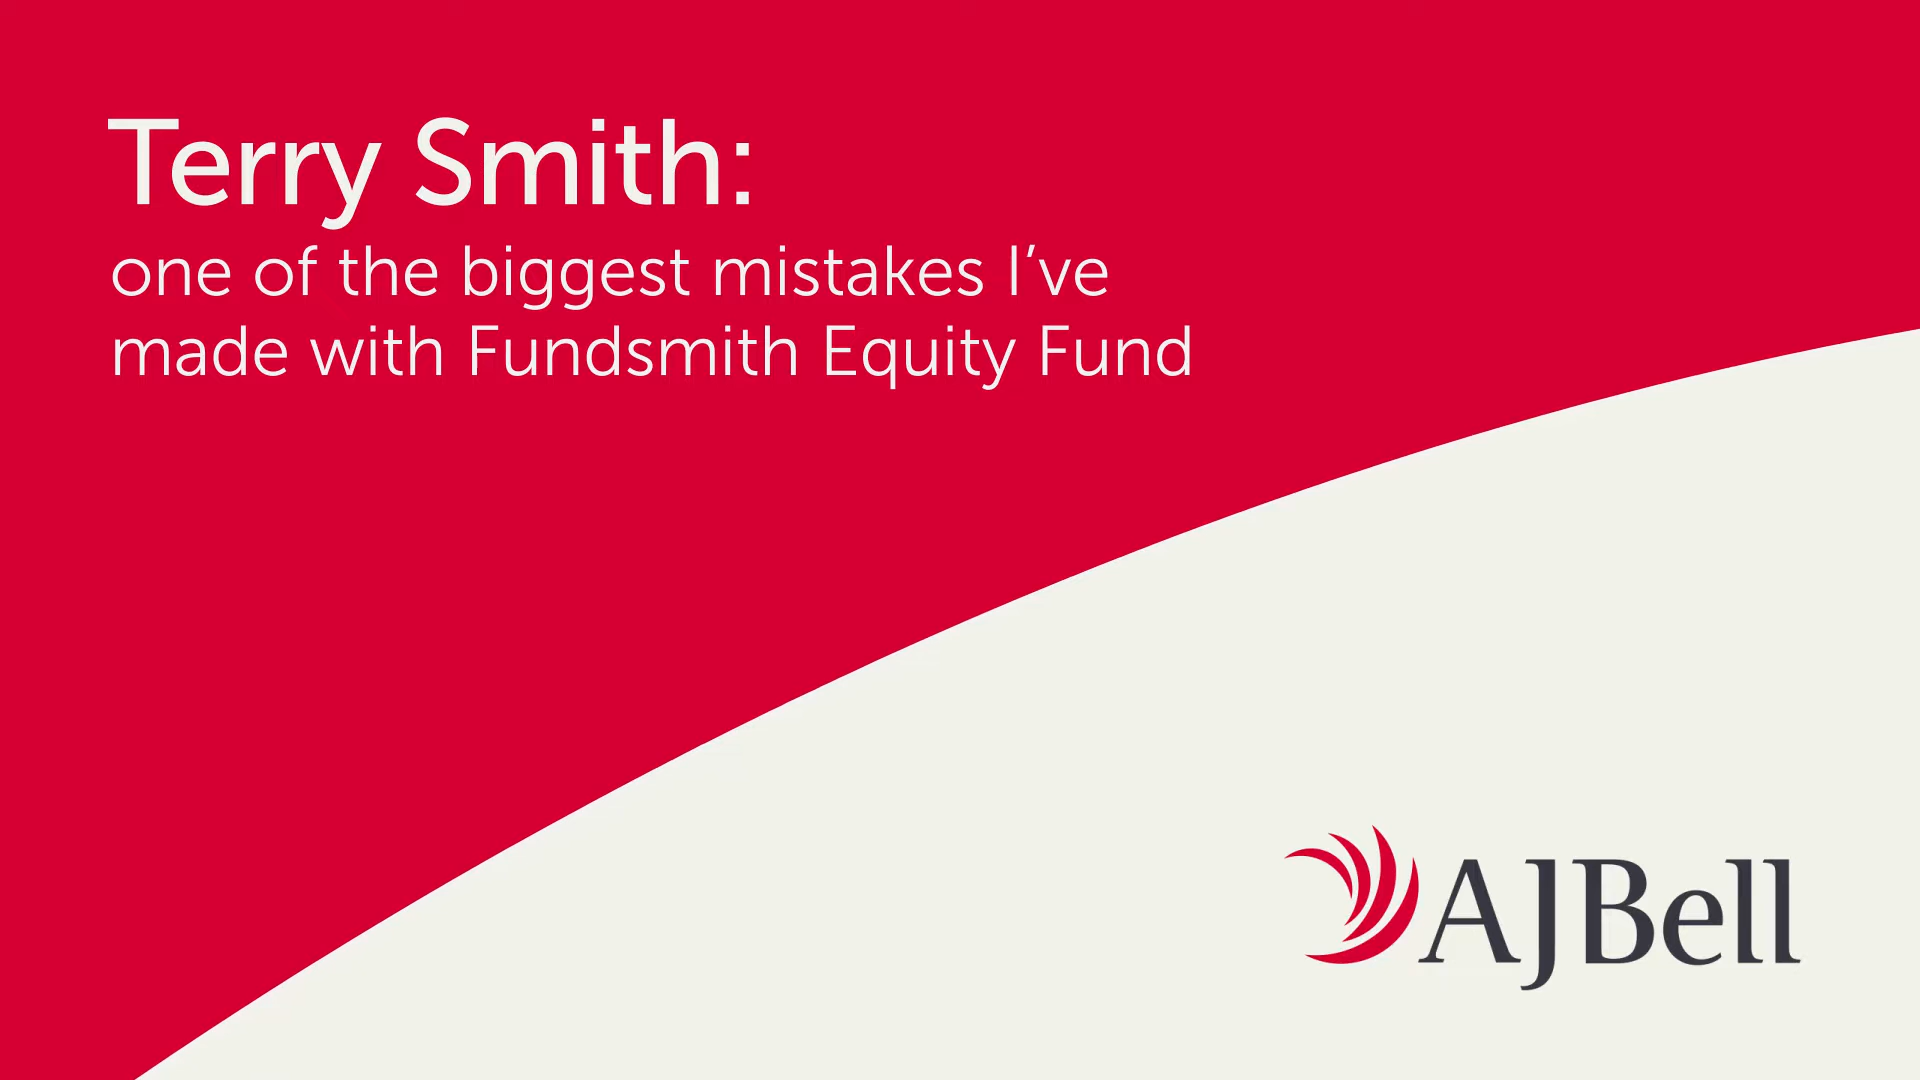 Terry Smith:
one of the biggest mistakes I’ve
made with Fundsmith Equity Fund
AJBell